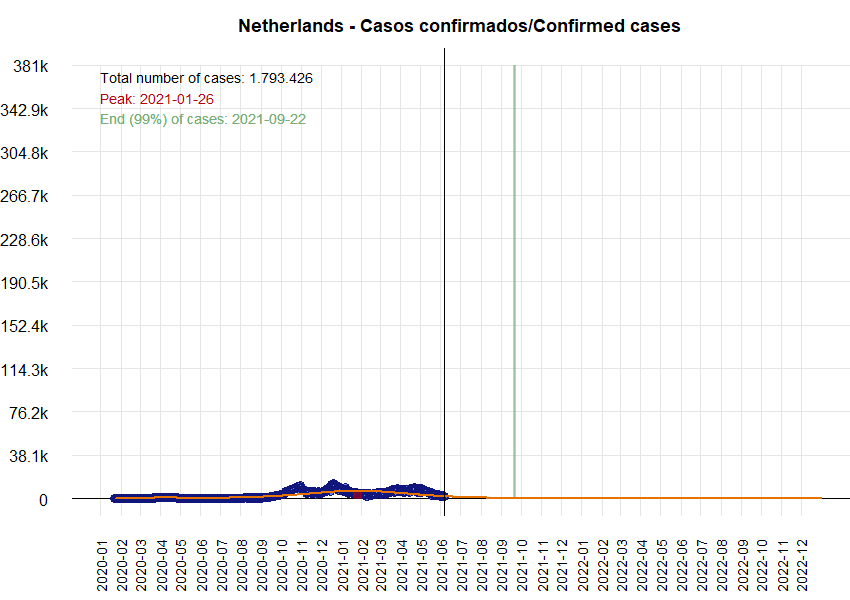 Netherlands - Casos confirmados/Confirmed cases
Total number of cases: 1.793.426
Peak: 2021-01-26
End (99%) of cases: 2021-09-22
381k
342.9k
304.8k
266.7k
228.6k
190.5k
152.4k
114.3k
76.2k
38.1k
0
2020-01
2020-02
2020-03
2020-04
2020-05
2020-06
2020-07
2020-08
2020-09
2020-10
2020-11
2020-12
2021-01
2021-02
2021-03
2021-04
2021-05
2021-06
2021-07
2021-08
2021-09
2021-10
2021-11
2021-12
2022-01
2022-02
2022-03
2022-04
2022-05
2022-06
2022-07
2022-08
2022-09
2022-10
2022-11
2022-12